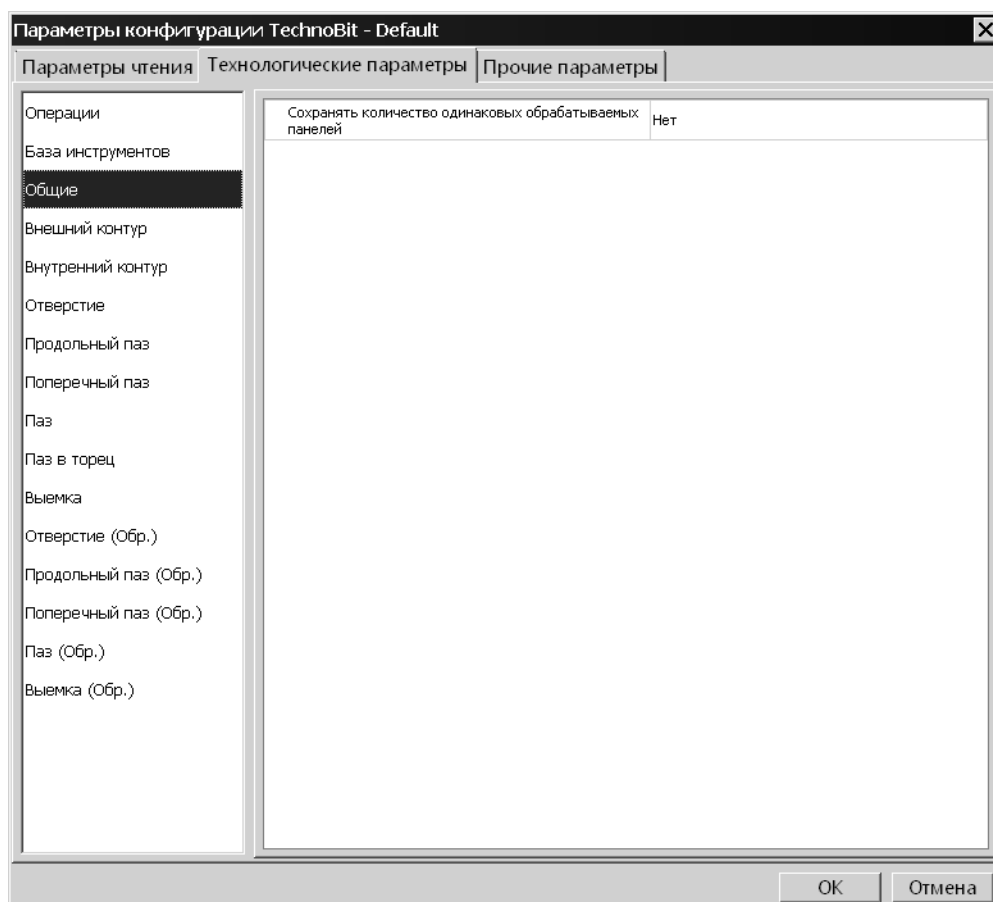 Параметры конфигурации TechnoBit - Default
Параметры чтения Технологические параметры Прочие параметры
Операции
База инструментов
Общие
Внешний контур
Внутренний контур
Отверстие
Продольный паз
Поперечный паз
Паз
Паз в торец
Выемка
Отверстие (Обр.)
Продольный паз (Обр.)
Поперечный паз (Обр.)
Паз (Обр.)
Выемка (Обр.)
Сохранять количество одинаковых обрабатываемых
панелей
Нет
OK Отмена